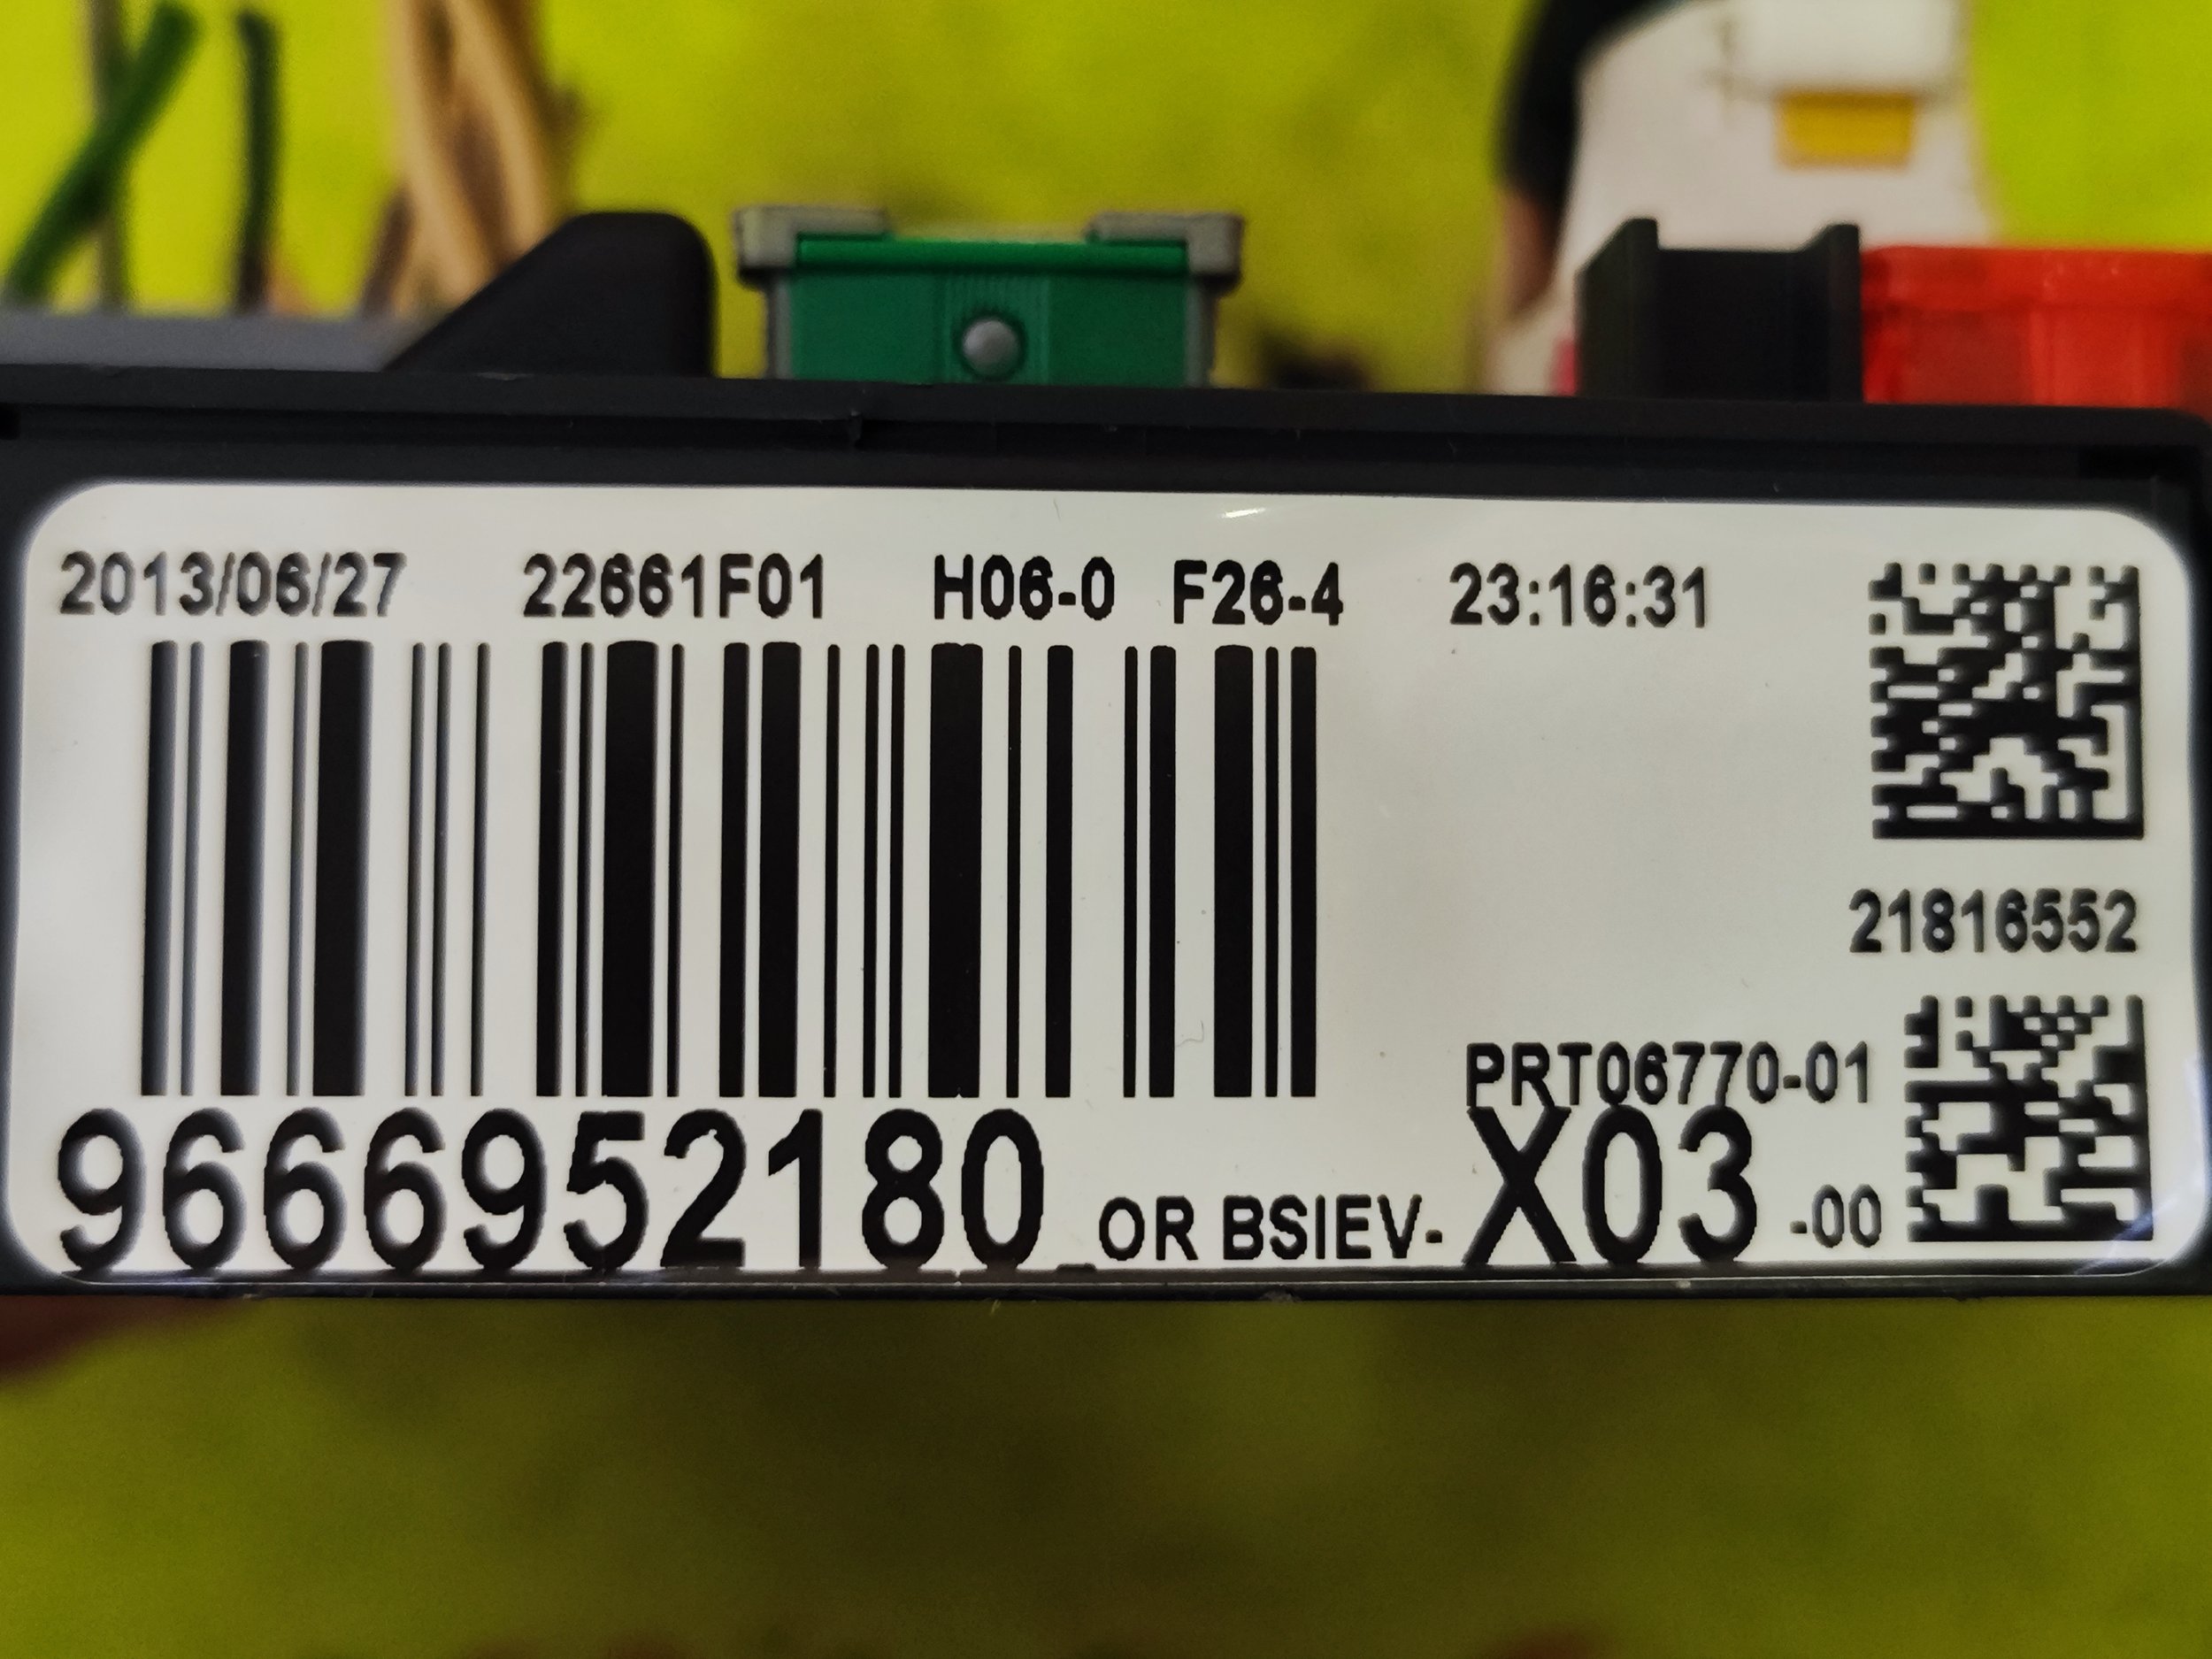 2013/06/27 22661F01 H06-0 F26-4 23:16:31
21816552
PRT06770-01
9666952180 OR BSIEV- X03 -00